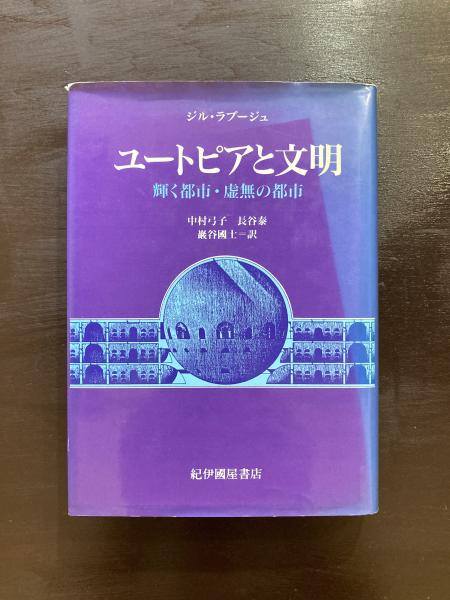 ジル・ラプージュ
ユートピアと文明
輝く都市・虚無の都市
中村弓子 長谷泰
巖谷國士=訳
紀伊國屋書店